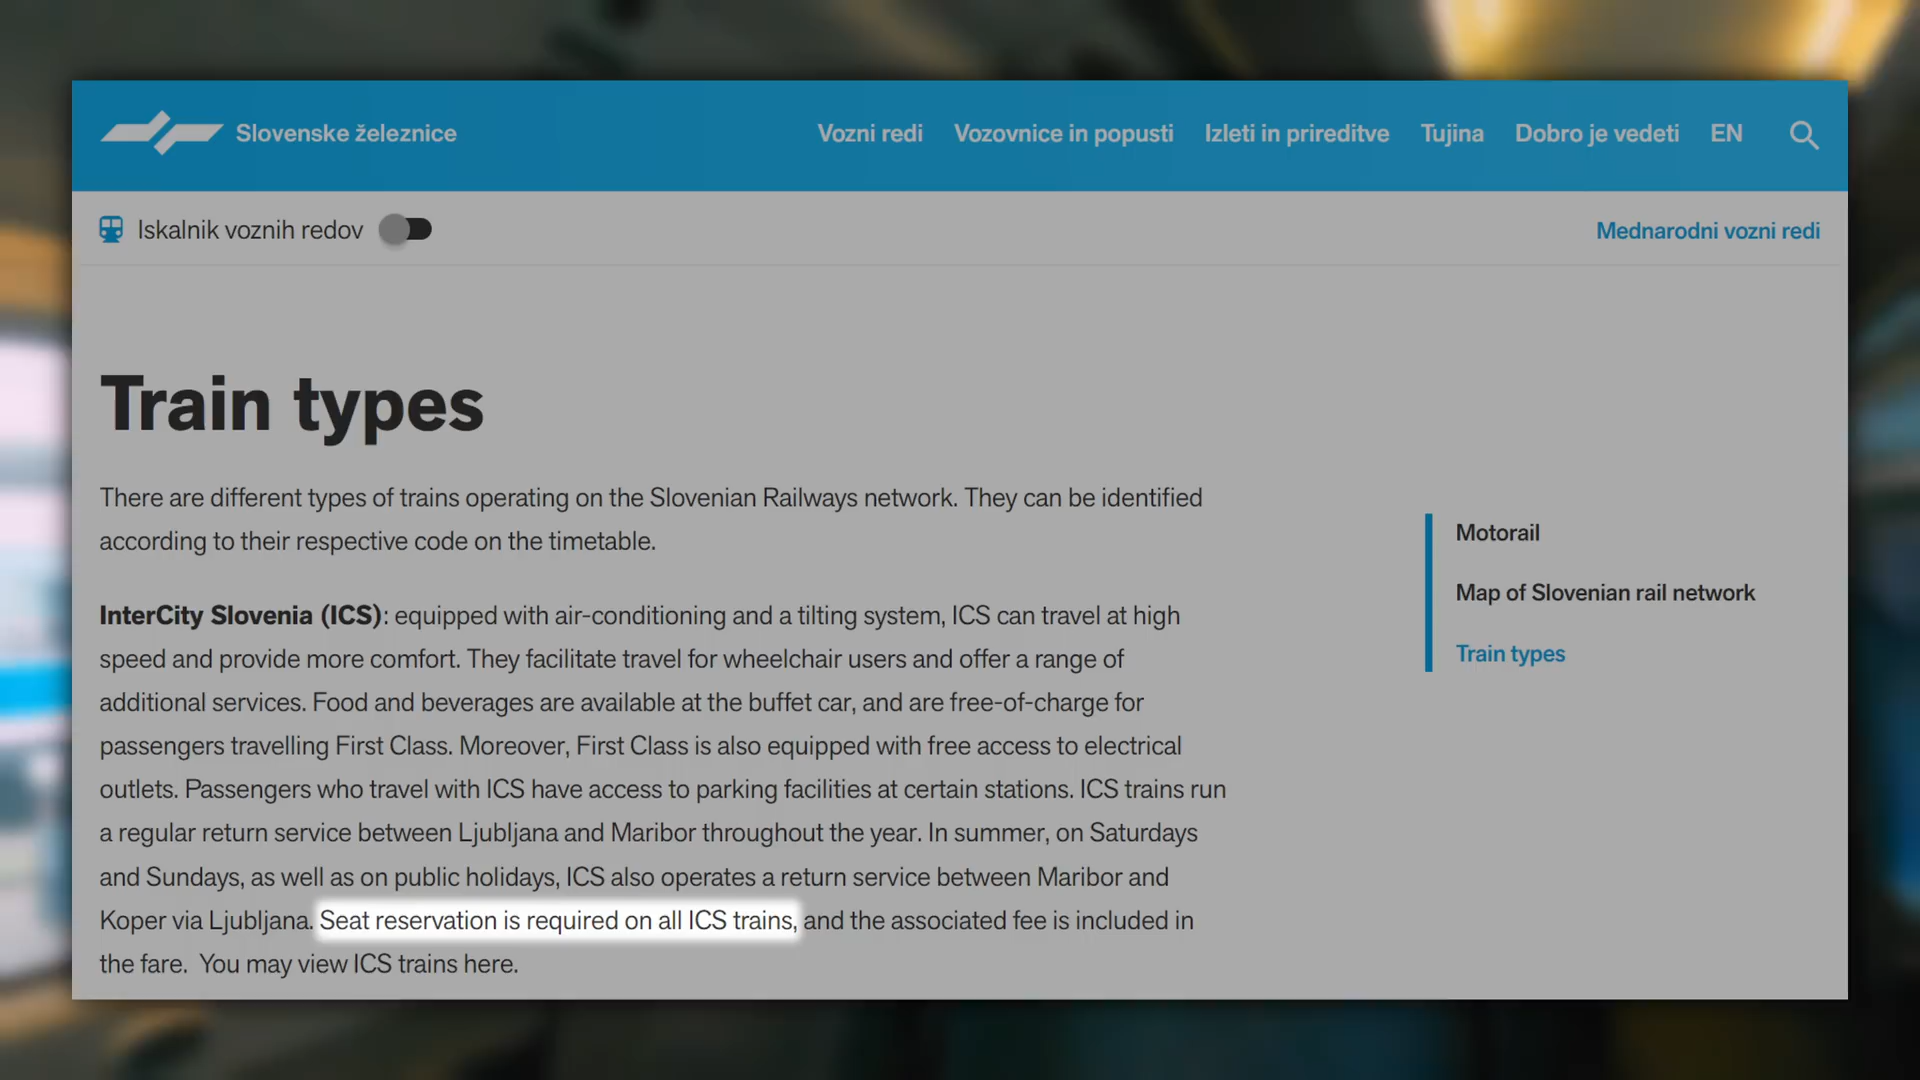 Slovenske železnice
Vozni redi Vozovnice in popusti Izleti in prireditve Tujina Dobro je vedeti EN
Iskalnik voznih redov
Mednarodni vozni redi
Train types
There are different types of trains operating on the Slovenian Railways network. They can be identified
according to their respective code on the timetable.
InterCity Slovenia (ICS): equipped with air-conditioning and a tilting system, ICS can travel at high
speed and provide more comfort. They facilitate travel for wheelchair users and offer a range of
additional services. Food and beverages are available at the buffet car, and are free-of-charge for
passengers travelling First Class. Moreover, First Class is also equipped with free access to electrical
outlets. Passengers who travel with ICS have access to parking facilities at certain stations. ICS trains run
a regular return service between Ljubljana and Maribor throughout the year. In summer, on Saturdays
and Sundays, as well as on public holidays, ICS also operates a return service between Maribor and
Koper via Ljubljana. Seat reservation is required on all ICS trains, and the associated fee is included in
the fare. You may view ICS trains here.
Motorail
Map of Slovenian rail network
Train types